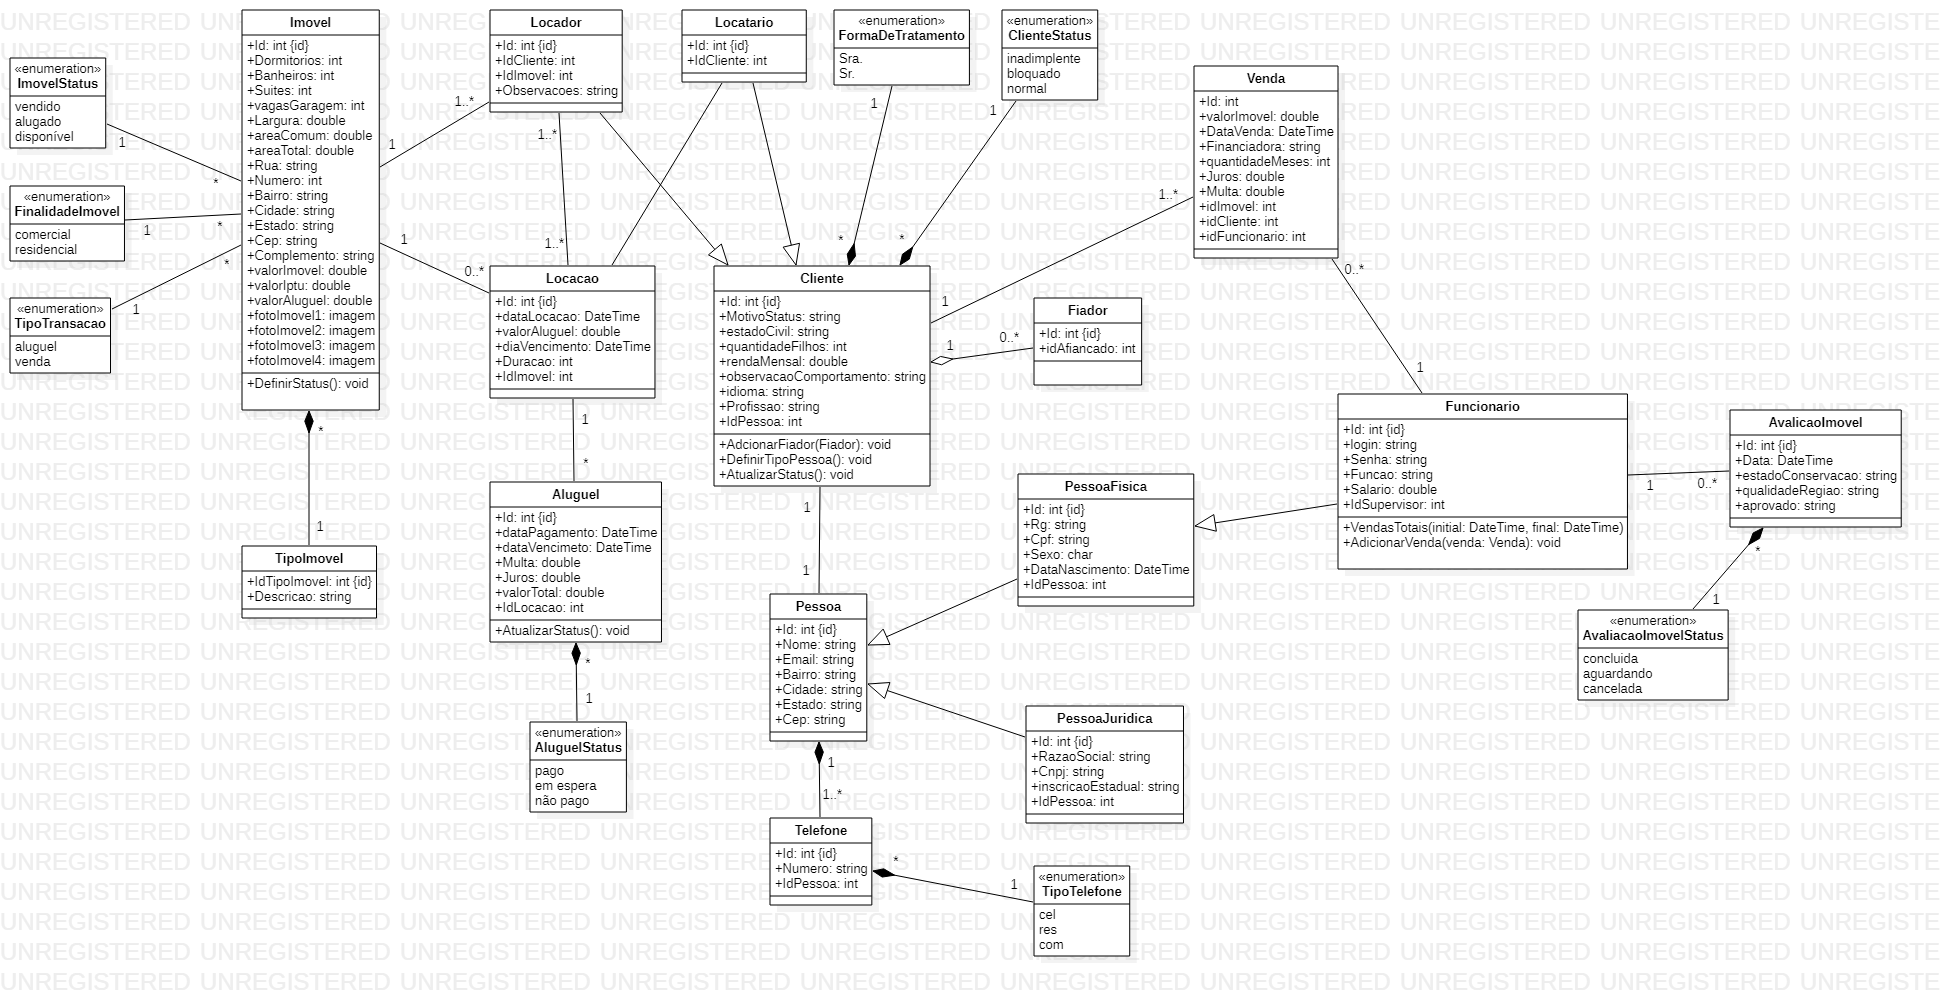 Imovel
+Id: int {id}
+Dormitorios: int
+Banheiros: int
+Suites: int
+vagasGaragem: int
+Largura: double
+areaComum: double
+areaTotal: double
+Rua: string
+Numero: int
+Bairro: string
+Cidade: string
+Estado: string
+Cep: string
+Complemento: string
+valorImovel: double
+valorIptu: double
+valorAluguel: double
+fotoImovel1: imagem
+fotoImovel2: imagem
+fotoImovel3: imagem
+fotoImovel4: imagem
+DefinirStatus(): void
«enumeration»
ImovelStatus
vendido
alugado
disponível
1
*
«enumeration»
FinalidadeImovel
comercial
residencial
1
*
«enumeration»
TipoTransacao
aluguel
venda
1
*
*
1
TipoImovel
+IdTipoImovel: int {id}
+Descricao: string
Locador
+Id: int {id}
+IdCliente: int
+IdImovel: int
+Observacoes: string
1..*
1
1..*
1..*
1
0..*
Locatario
+Id: int {id}
+IdCliente: int
«enumeration»
FormaDeTratamento
Sra.
Sr.
1
*
«enumeration»
ClienteStatus
inadimplente
bloquado
normal
1
*
Locacao
+Id: int {id}
+dataLocacao: DateTime
+valorAluguel: double
+diaVencimento: DateTime
+Duracao: int
+IdImovel: int
1
*
Aluguel
+Id: int {id}
+dataPagamento: DateTime
+dataVencimeto: DateTime
+Multa: double
+Juros: double
+valorTotal: double
+IdLocacao: int
+AtualizarStatus(): void
*
1
«enumeration»
AluguelStatus
pago
em espera
não pago
Cliente
+Id: int {id}
+MotivoStatus: string
+estadoCivil: string
+quantidadeFilhos: int
+rendaMensal: double
+observacaoComportamento: string
+idioma: string
+Profissao: string
+IdPessoa: int
+AdcionarFiador(Fiador): void
+DefinirTipoPessoa(): void
+AtualizarStatus(): void
1
1..*
1
0..*
Fiador
+Id: int {id}
+idAfiancado: int
1
1
Pessoa
+Id: int {id}
+Nome: string
+Email: string
+Bairro: string
+Cidade: string
+Estado: string
+Cep: string
1
1..*
Telefone
+Id: int {id}
+Numero: string
+IdPessoa: int
*
1
«enumeration»
TipoTelefone
cel
res
com
PessoaFisica
+Id: int {id}
+Rg: string
+Cpf: string
+Sexo: char
+DataNascimento: DateTime
+IdPessoa: int
PessoaJuridica
+Id: int {id}
+RazaoSocial: string
+Cnpj: string
+inscricaoEstadual: string
+IdPessoa: int
Venda
+Id: int
+valorImovel: double
+DataVenda: DateTime
+Financiadora: string
+quantidadeMeses: int
+Juros: double
+Multa: double
+idImovel: int
+idCliente: int
+idFuncionario: int
0..*
1
Funcionario
+Id: int {id}
+login: string
+Senha: string
+Funcao: string
+Salario: double
+IdSupervisor: int
+VendasTotais(initial: DateTime, final: DateTime)
+AdicionarVenda(venda: Venda): void
1
0..*
AvalicaoImovel
+Id: int {id}
+Data: DateTime
+estadoConservacao: string
+qualidadeRegiao: string
+aprovado: string
*
1
«enumeration»
AvaliacaoImovelStatus
concluida
aguardando
cancelada
UNREGISTERED